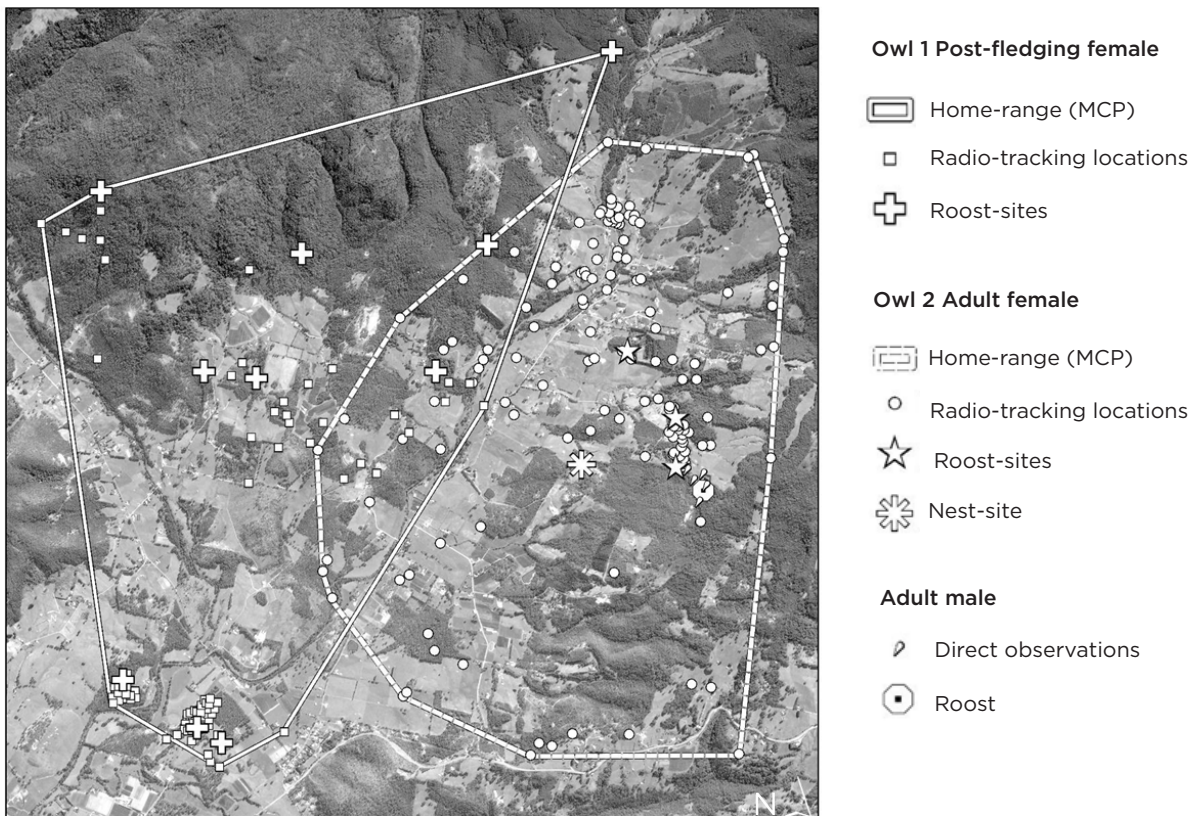 Owl 1 Post-fledging female
Home-range (MCP)
Radio-tracking locations
Roost-sites
Owl 2 Adult female
Home-range (MCP)
Radio-tracking locations
Roost-sites
Nest-site
Adult male
Direct observations
Roost
N